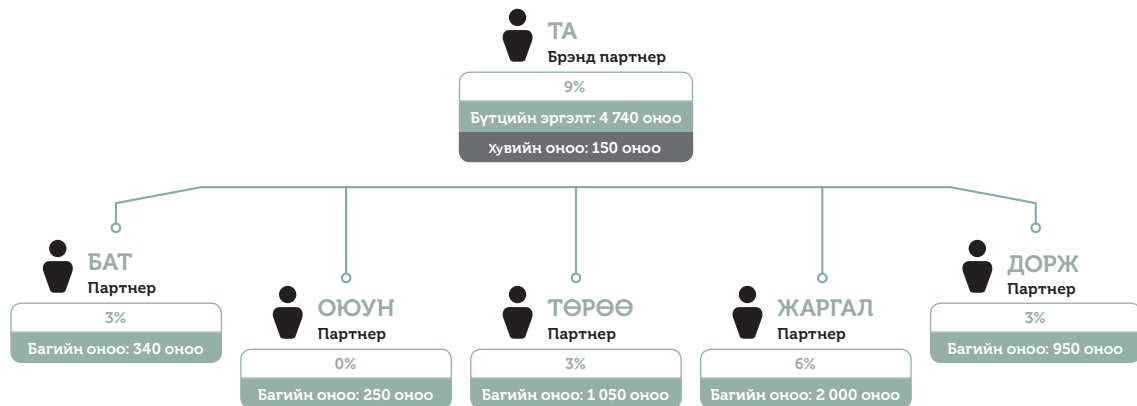 ТА
Брэнд партнер
9%
Бүтцийн эргэлт: 4 740 оноо
Хувийн оноо: 150 оноо
БАТ
Партнер
3%
Багийн оноо: 340 оноо
ОЮУН
Партнер
0%
Багийн оноо: 250 оноо
ТӨРӨӨ
Партнер
3%
Багийн оноо: 1 050 оноо
ЖАРГАЛ
Партнер
6%
Багийн оноо: 2 000 оноо
ДОРЖ
Партнер
3%
Багийн оноо: 950 оноо